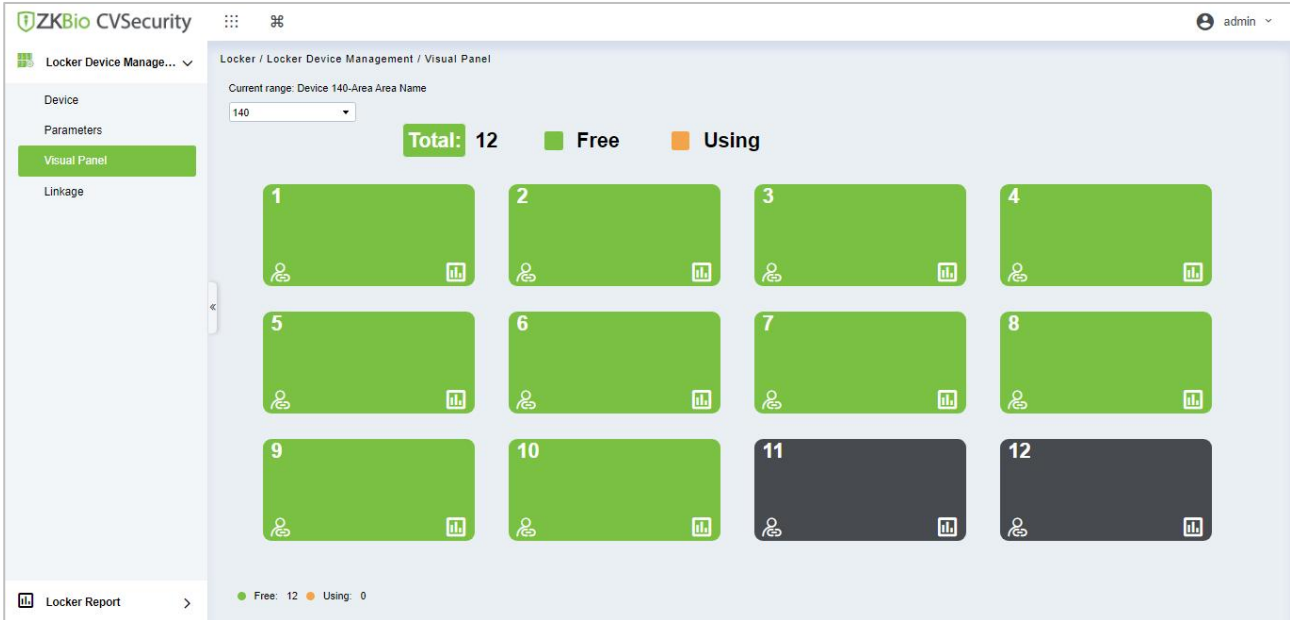 ZKBio CVSecurity
admin
Locker Device Manage...
Locker / Locker Device Management / Visual Panel
Current range: Device 140-Area Area Name
Device
140
Parameters
Total: 12 Free Using
Visual Panel
Linkage
1 2 3 4
5 6 7 8
9 10 11 12
Free: 12 Using: 0
Locker Report